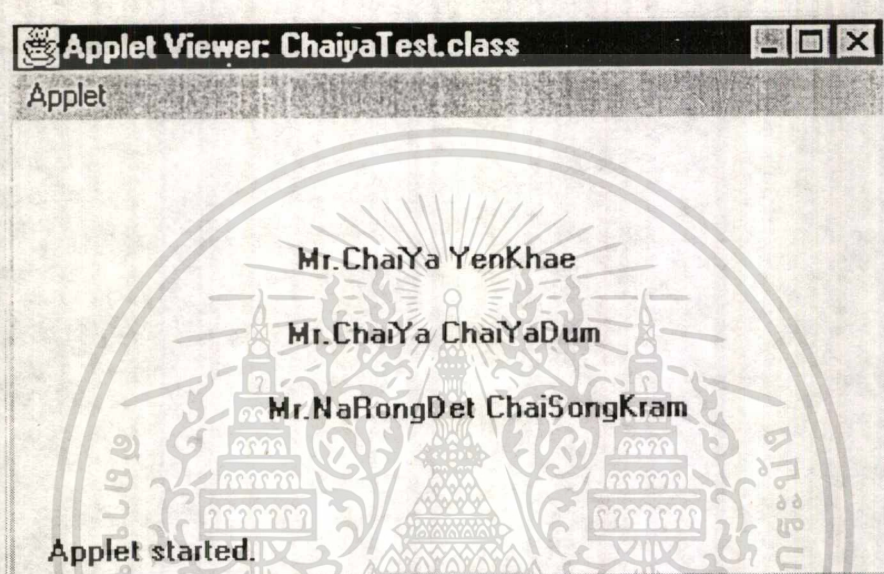 Applet Viewer: ChaiyaTest.class
Applet
Mr.ChaiYa YenKhae
Mr.ChaiYa ChaiYaDum
Mr.NaRongDet ChaiSongKram
Applet started.